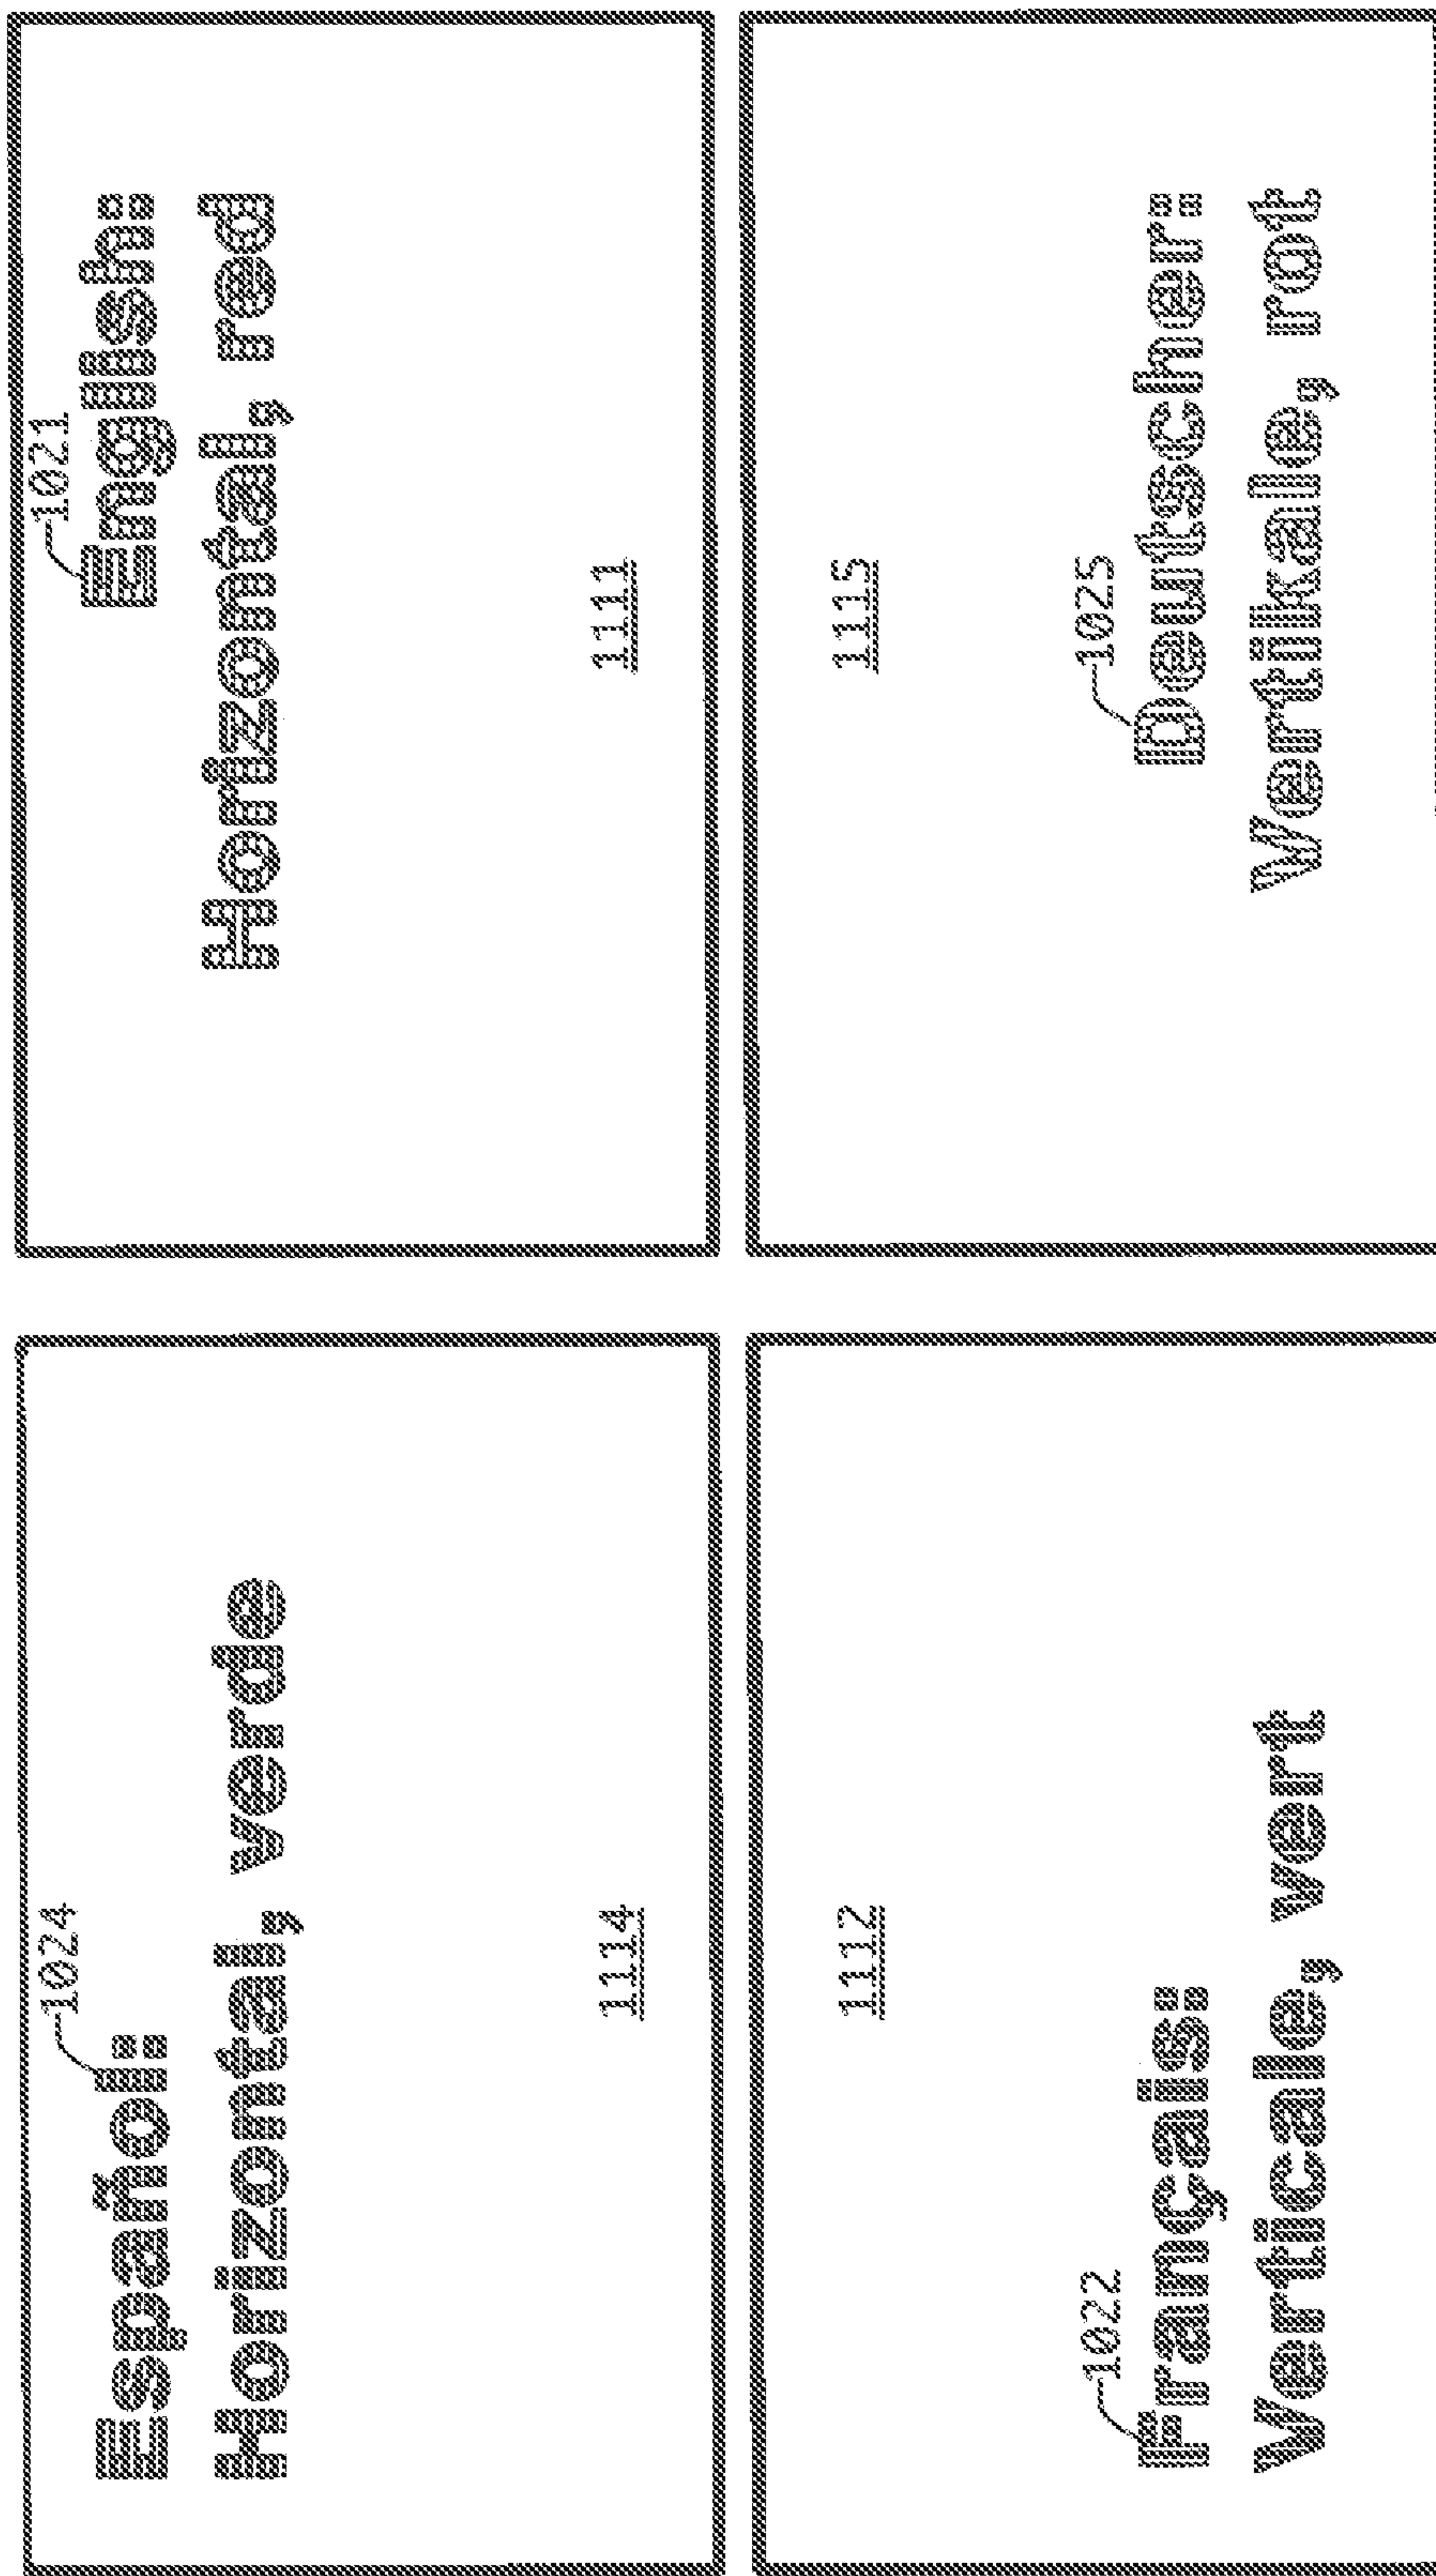 1024
Español:
Horizontal, verde
1114
1021
English:
Horizontal, red
1111
1112
1022
Français:
Verticale, vert
1115
1025
Deutscher:
Vertikale, rot